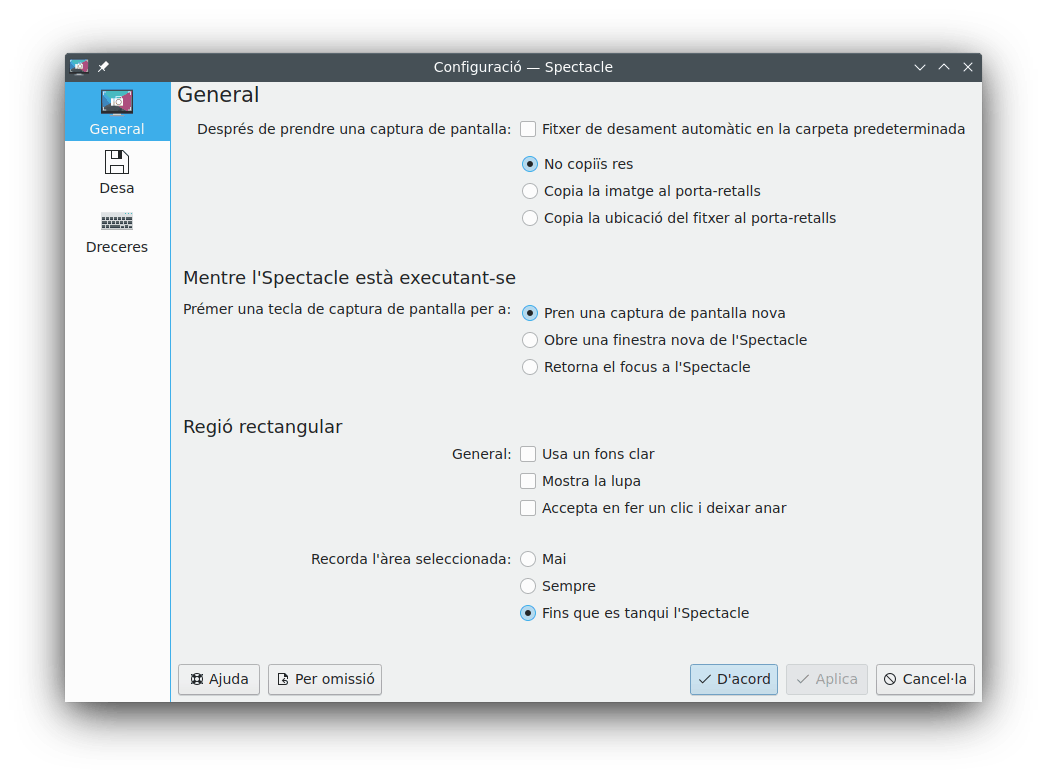 Configuració — Spectacle
General
Desa
Dreceres
General
Després de prendre una captura de pantalla: Fitxer de desament automàtic en la carpeta predeterminada
No copiïs res
Copia la imatge al porta-retalls
Copia la ubicació del fitxer al porta-retalls
Mentre l'Spectacle està executant-se
Prémer una tecla de captura de pantalla per a: Pren una captura de pantalla nova
Obre una finestra nova de l'Spectacle
Retorna el focus a l'Spectacle
Regió rectangular
General: Usa un fons clar
Mostra la lupa
Accepta en fer un clic i deixar anar
Recorda l'àrea seleccionada: Mai
Sempre
Fins que es tanqui l'Spectacle
Ajuda Per omissió D'acord Aplica Cancel·la